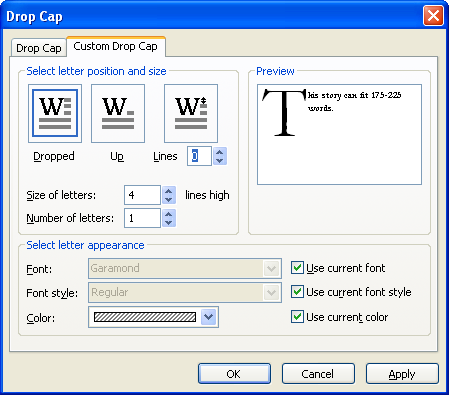 Drop Cap
Drop Cap Custom Drop Cap
Select letter position and size
Preview
W W W
Dropped Up Lines 0
This story can fit 175-225
words.
Size of letters: 4 lines high
Number of letters: 1
Select letter appearance
Font: Garamond Use current font
Font style: Regular Use current font style
Color: Use current color
OK Cancel Apply